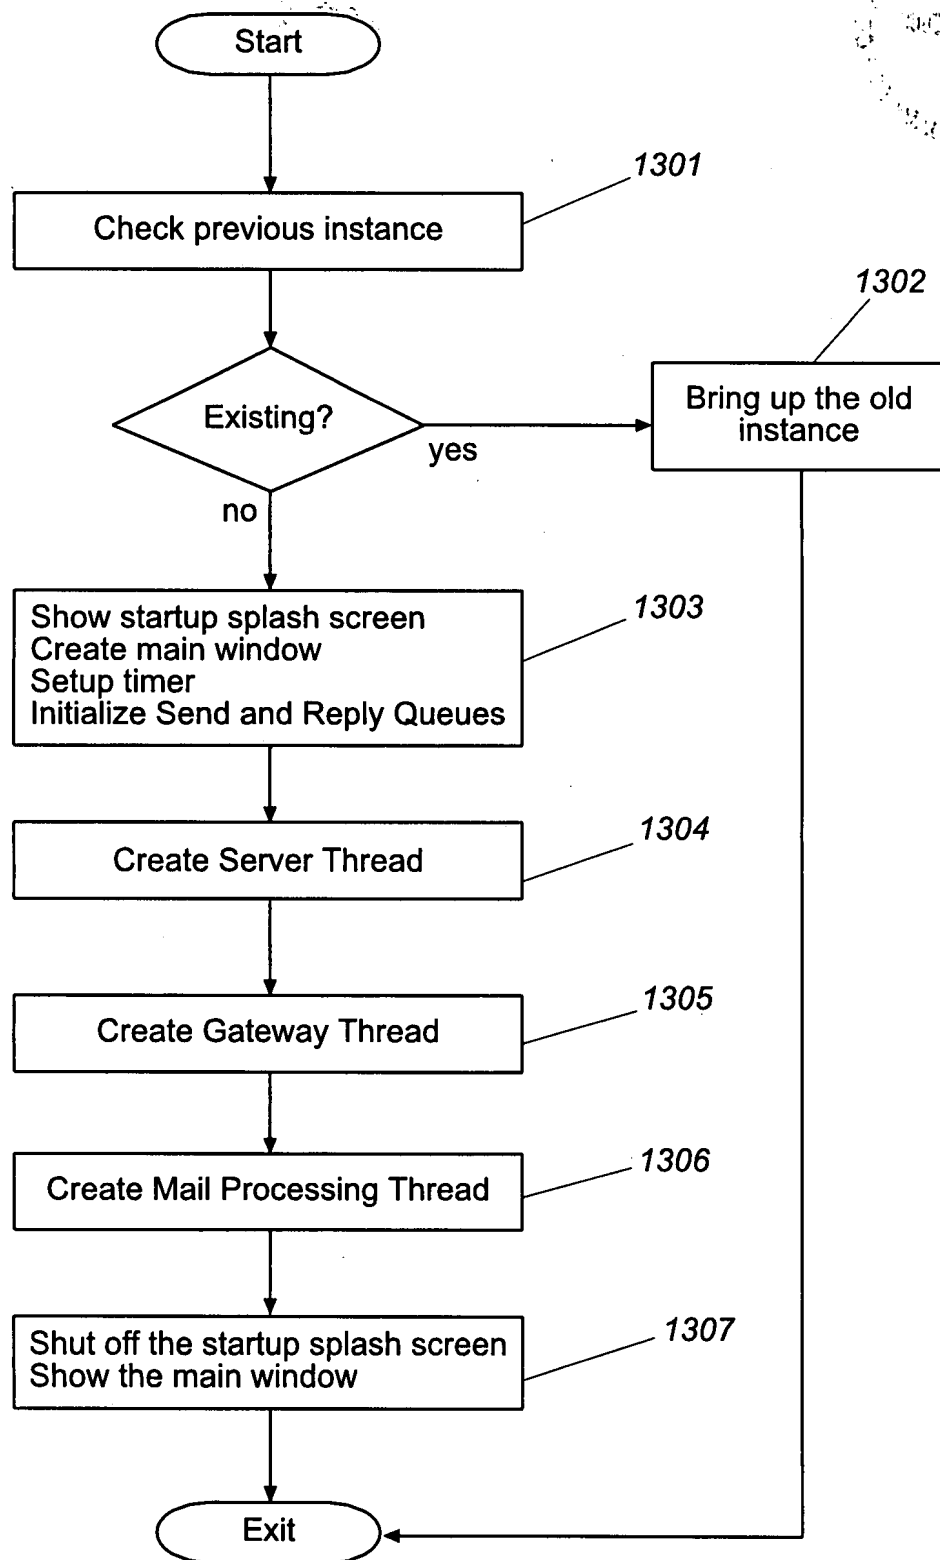 Start
1301
Check previous instance
1302
Existing?
Bring up the old
instance
yes
no
Show startup splash screen
Create main window
Setup timer
Initialize Send and Reply Queues
1303
Create Server Thread
1304
Create Gateway Thread
1305
Create Mail Processing Thread
1306
Shut off the startup splash screen
Show the main window
1307
Exit